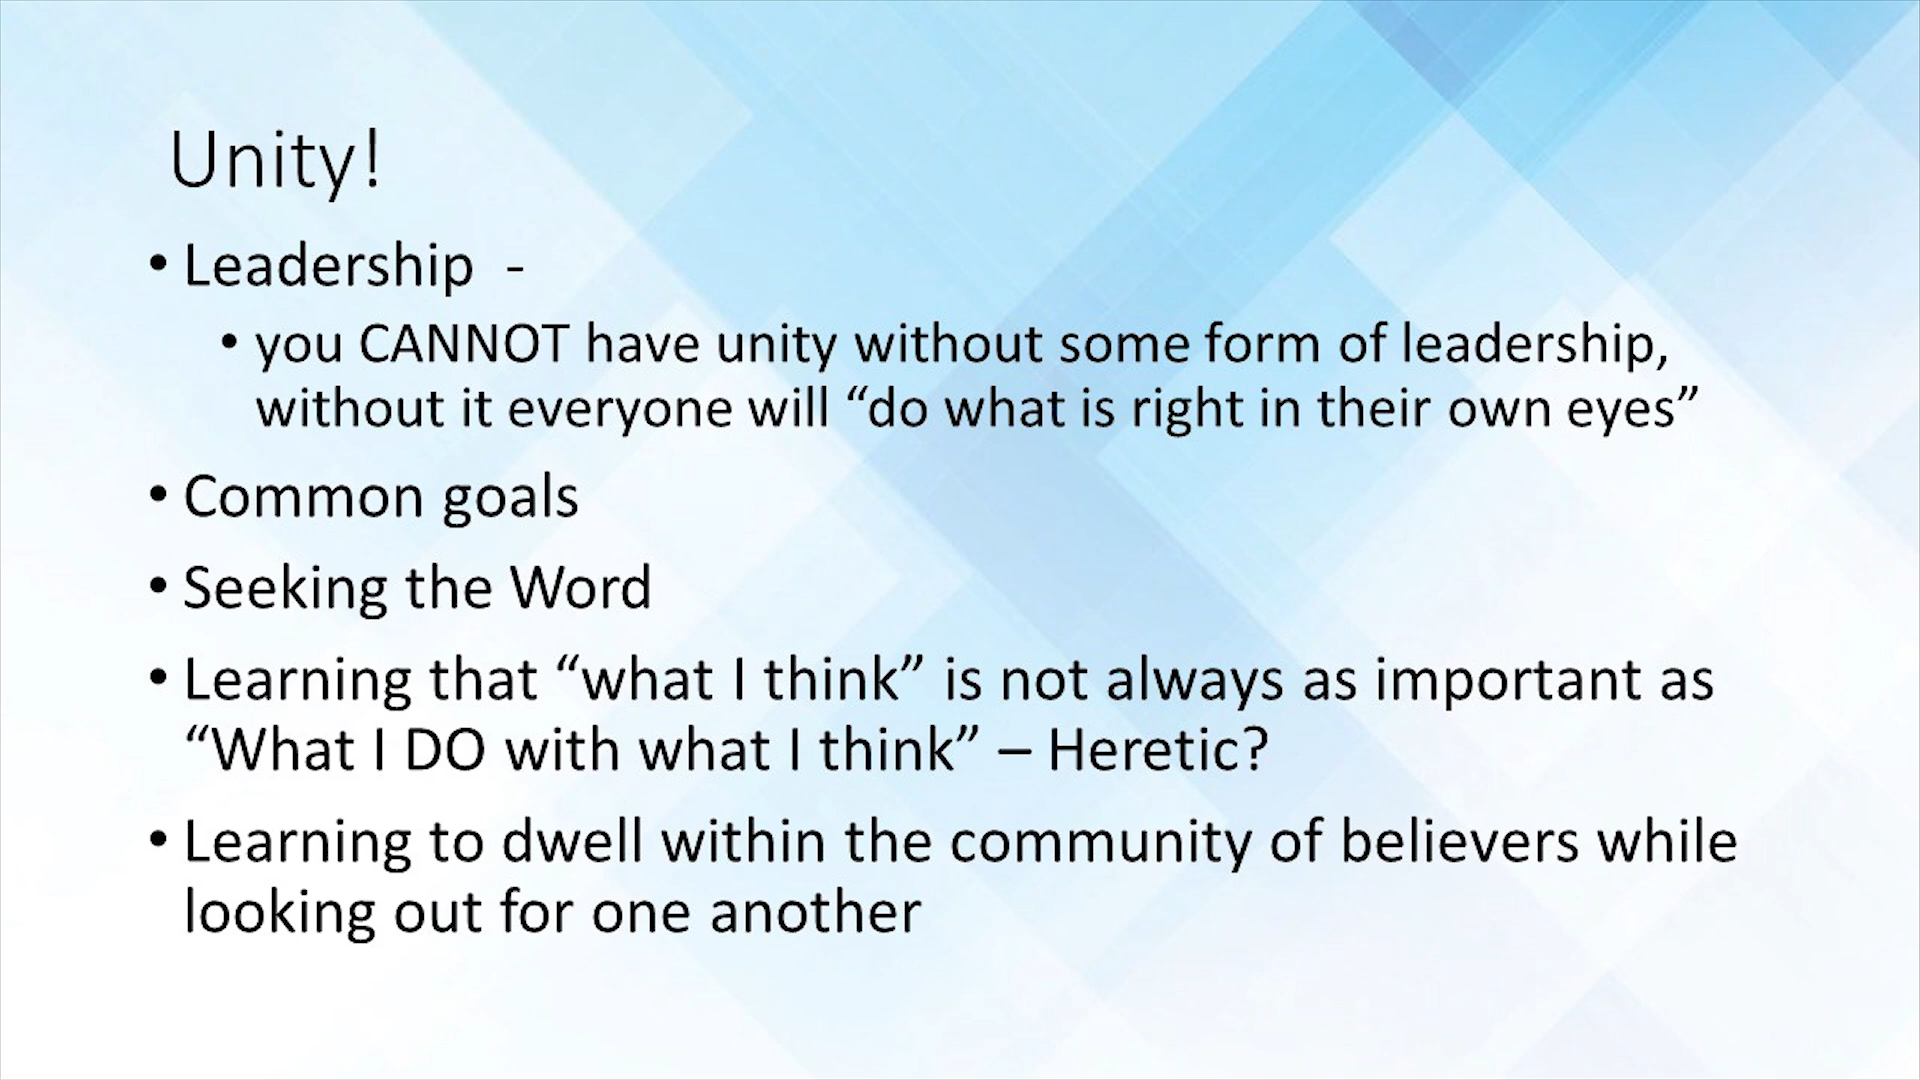 Unity!
• Leadership  -
• you CANNOT have unity without some form of leadership,
without it everyone will “do what is right in their own eyes”
• Common goals
• Seeking the Word
• Learning that “what I think” is not always as important as
“What I DO with what I think” – Heretic?
• Learning to dwell within the community of believers while
looking out for one another